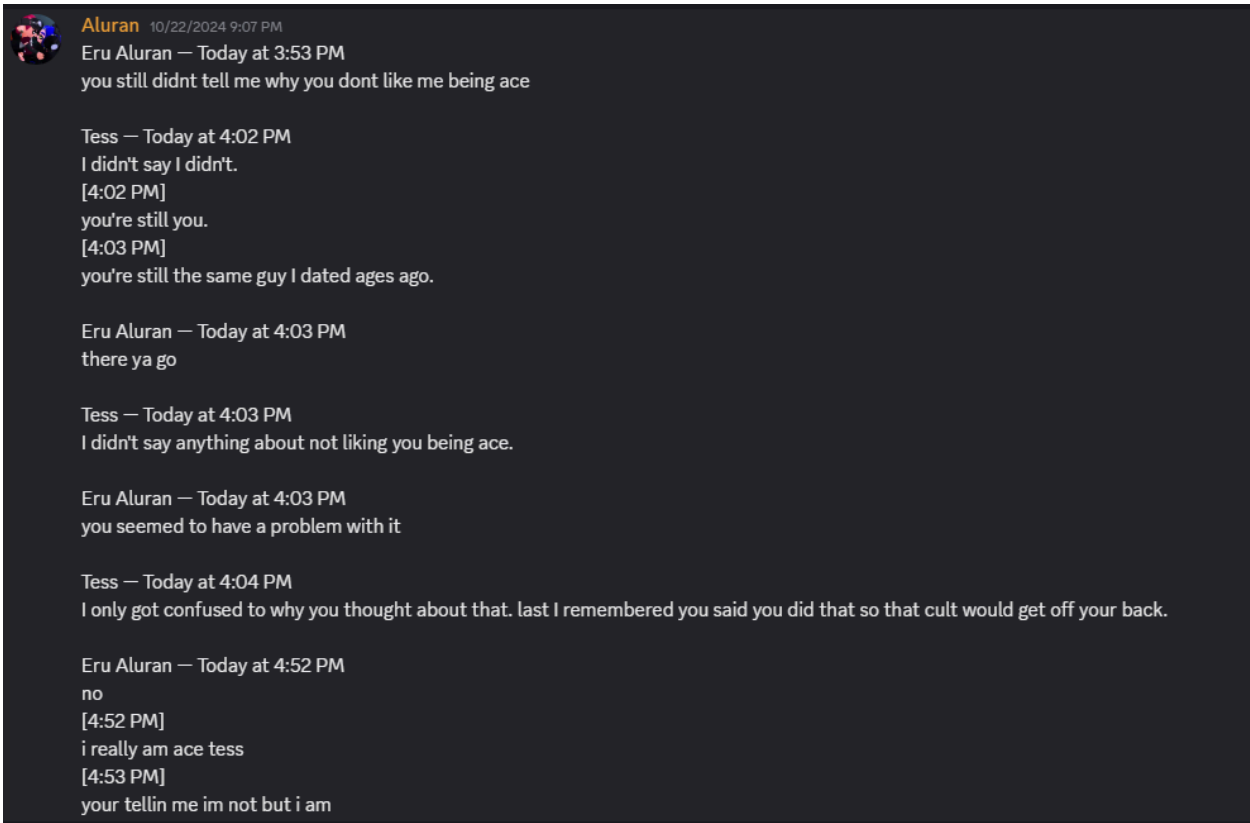 Aluran 10/22/2024 9:07 PM
Eru Aluran — Today at 3:53 PM
you still didnt tell me why you dont like me being ace
Tess — Today at 4:02 PM
I didn't say I didn't.
[4:02 PM]
you're still you.
[4:03 PM]
you're still the same guy I dated ages ago.
Eru Aluran — Today at 4:03 PM
there ya go
Tess — Today at 4:03 PM
I didn't say anything about not liking you being ace.
Eru Aluran — Today at 4:03 PM
you seemed to have a problem with it
Tess — Today at 4:04 PM
I only got confused to why you thought about that. last I remembered you said you did that so that cult would get off your back.
Eru Aluran — Today at 4:52 PM
no
[4:52 PM]
i really am ace tess
[4:53 PM]
your tellin me im not but i am